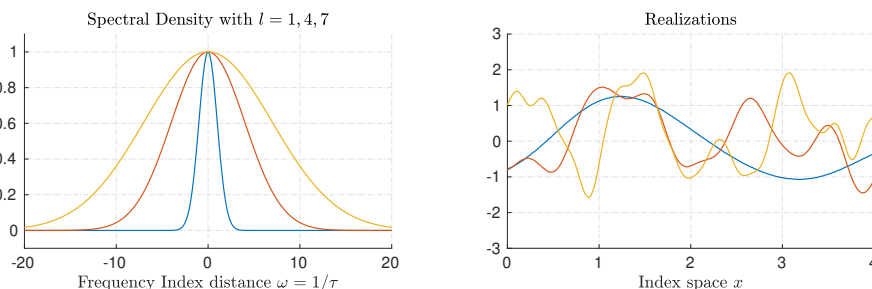 Spectral Density with l = 1, 4, 7
1
0.8
0.6
0.4
0.2
0
-20 -10 0 10 20
Frequency Index distance ω = 1/τ
Realizations
3
2
1
0
-1
-2
-3
0 1 2 3 4
Index space x